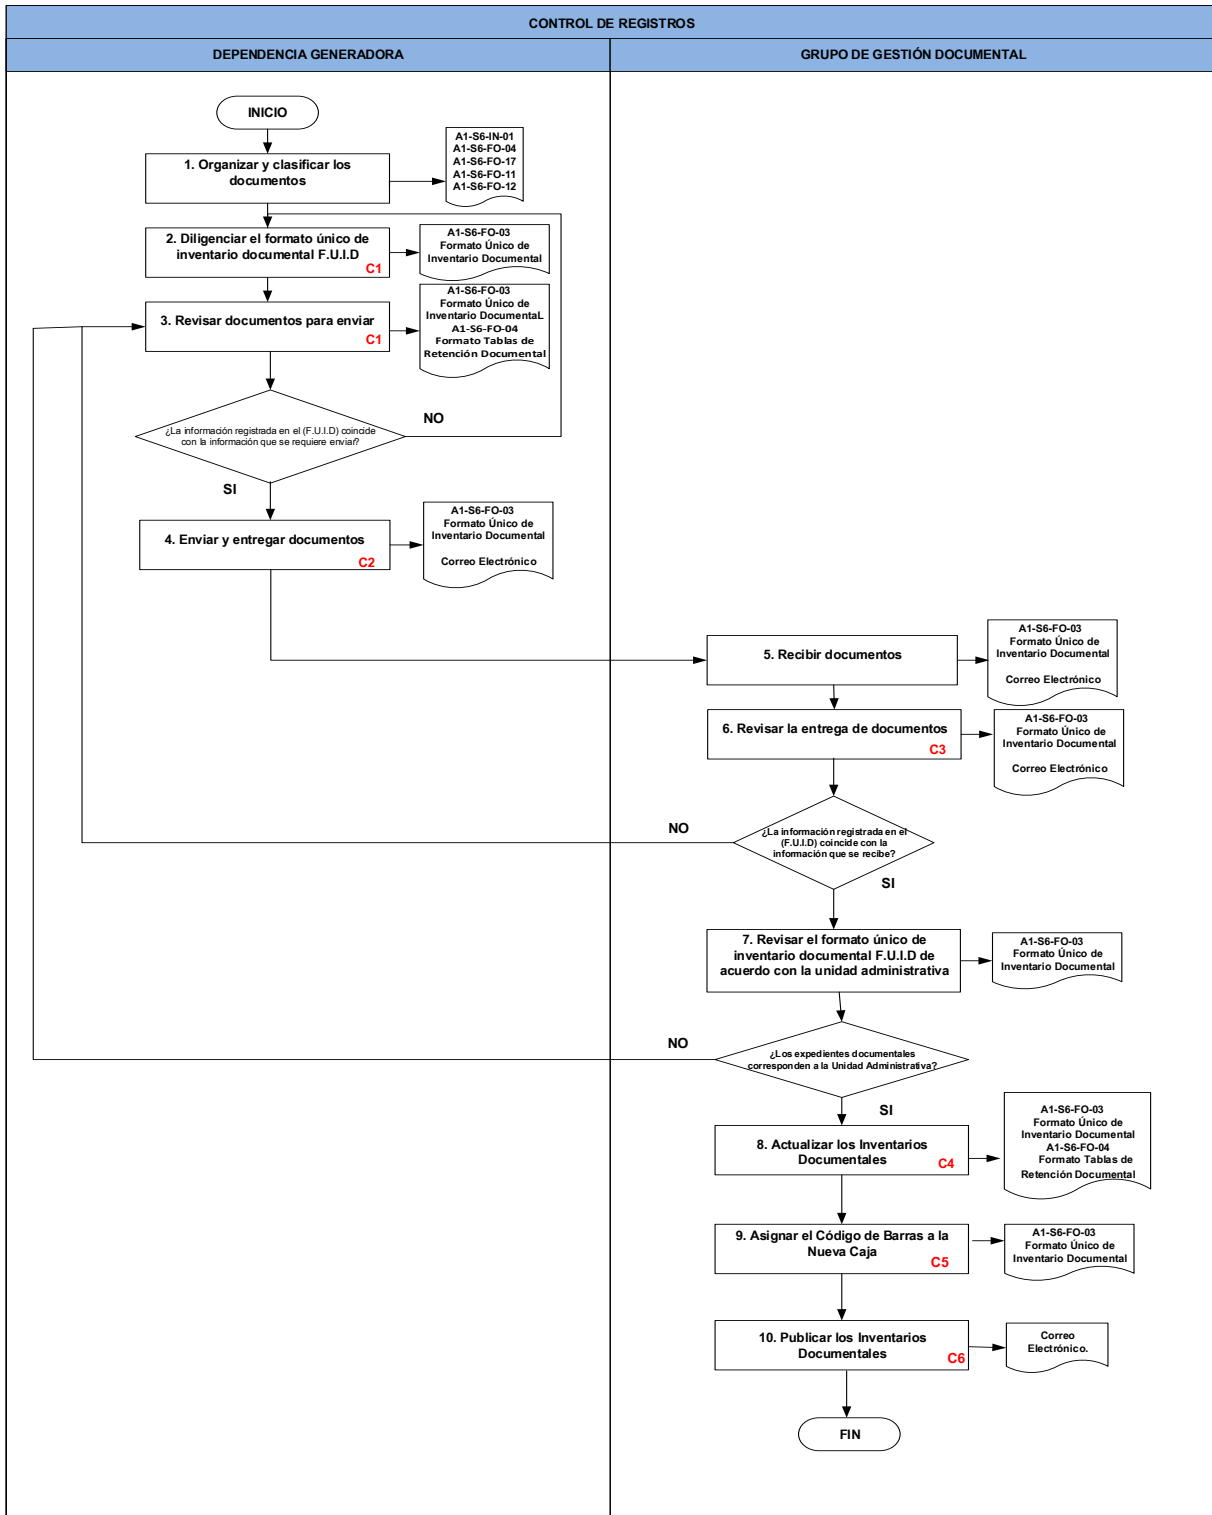 CONTROL DE REGISTROS
DEPENDENCIA GENERADORA
GRUPO DE GESTIÓN DOCUMENTAL
INICIO
1. Organizar y clasificar los
documentos
A1-S6-IN-01
A1-S6-FO-04
A1-S6-FO-17
A1-S6-FO-11
A1-S6-FO-12
2. Diligenciar el formato único de
inventario documental F.U.I.D
C1
A1-S6-FO-03
Formato Único de
Inventario Documental
3. Revisar documentos para enviar
C1
A1-S6-FO-03
Formato Único de
Inventario DocumentaL
A1-S6-FO-04
Formato Tablas de
Retención Documental
¿La información registrada en el (F.U.I.D) coincide
con la información que se requiere enviar?
NO
SI
4. Enviar y entregar documentos
C2
A1-S6-FO-03
Formato Único de
Inventario Documental
Correo Electrónico
5. Recibir documentos
A1-S6-FO-03
Formato Único de
Inventario Documental
Correo Electrónico
6. Revisar la entrega de documentos
C3
A1-S6-FO-03
Formato Único de
Inventario Documental
Correo Electrónico
¿La información registrada en el
(F.U.I.D) coincide con la
información que se recibe?
NO
SI
7. Revisar el formato único de
inventario documental F.U.I.D de
acuerdo con la unidad administrativa
A1-S6-FO-03
Formato Único de
Inventario Documental
¿Los expedientes documentales
corresponden a la Unidad Administrativa?
NO
SI
8. Actualizar los Inventarios
Documentales
C4
A1-S6-FO-03
Formato Único de
Inventario Documental
A1-S6-FO-04
Formato Tablas de
Retención Documental
9. Asignar el Código de Barras a la
Nueva Caja
C5
A1-S6-FO-03
Formato Único de
Inventario Documental
10. Publicar los Inventarios
Documentales
C6
Correo
Electrónico.
FIN